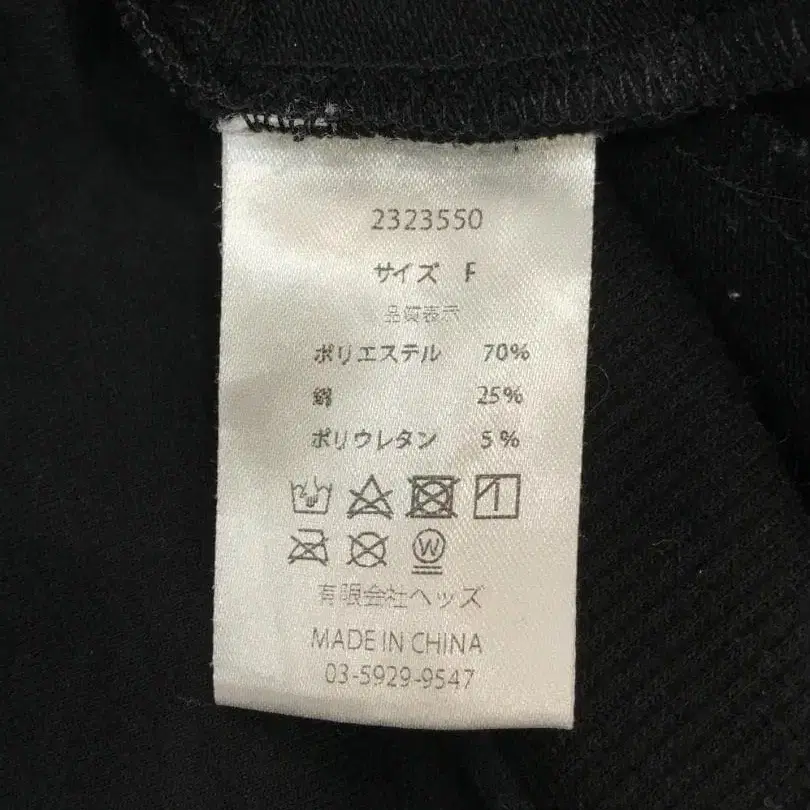 2323550
サイズ F
品質表示
ポリエステル 70%
綿 25%
ポリウレタン 5%
W
有限会社ヘッズ
MADE IN CHINA
03-5929-9547